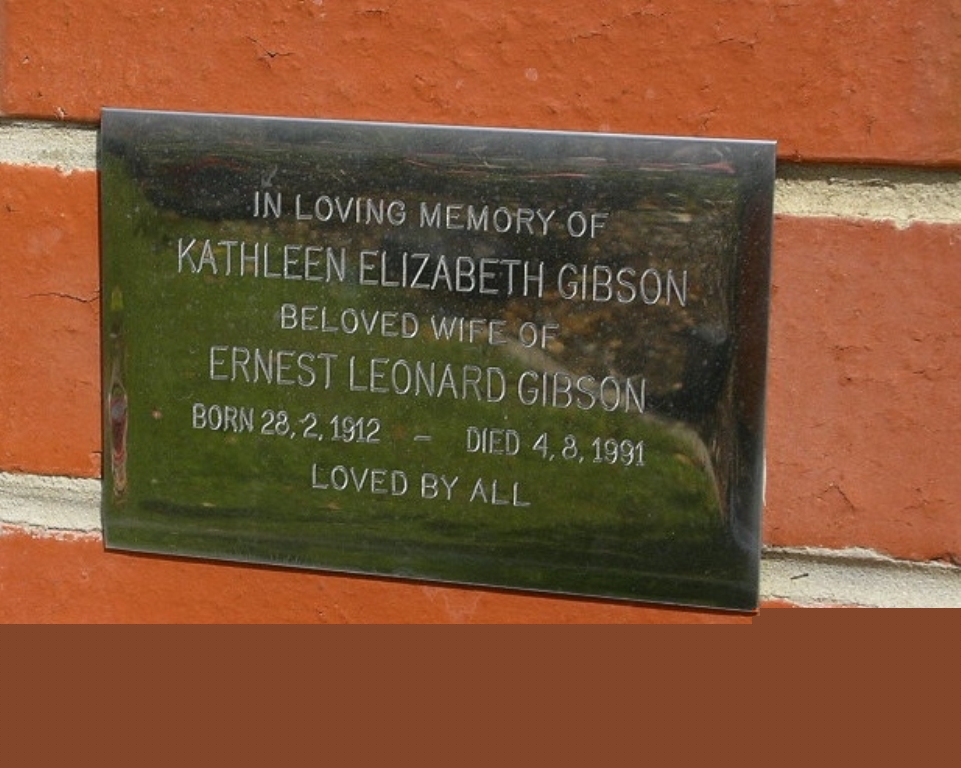 IN LOVING MEMORY OF
KATHLEEN ELIZABETH GIBSON
BELOVED WIFE OF
ERNEST LEONARD GIBSON
BORN 28, 2, 1912 – DIED 4, 8, 1991
LOVED BY ALL